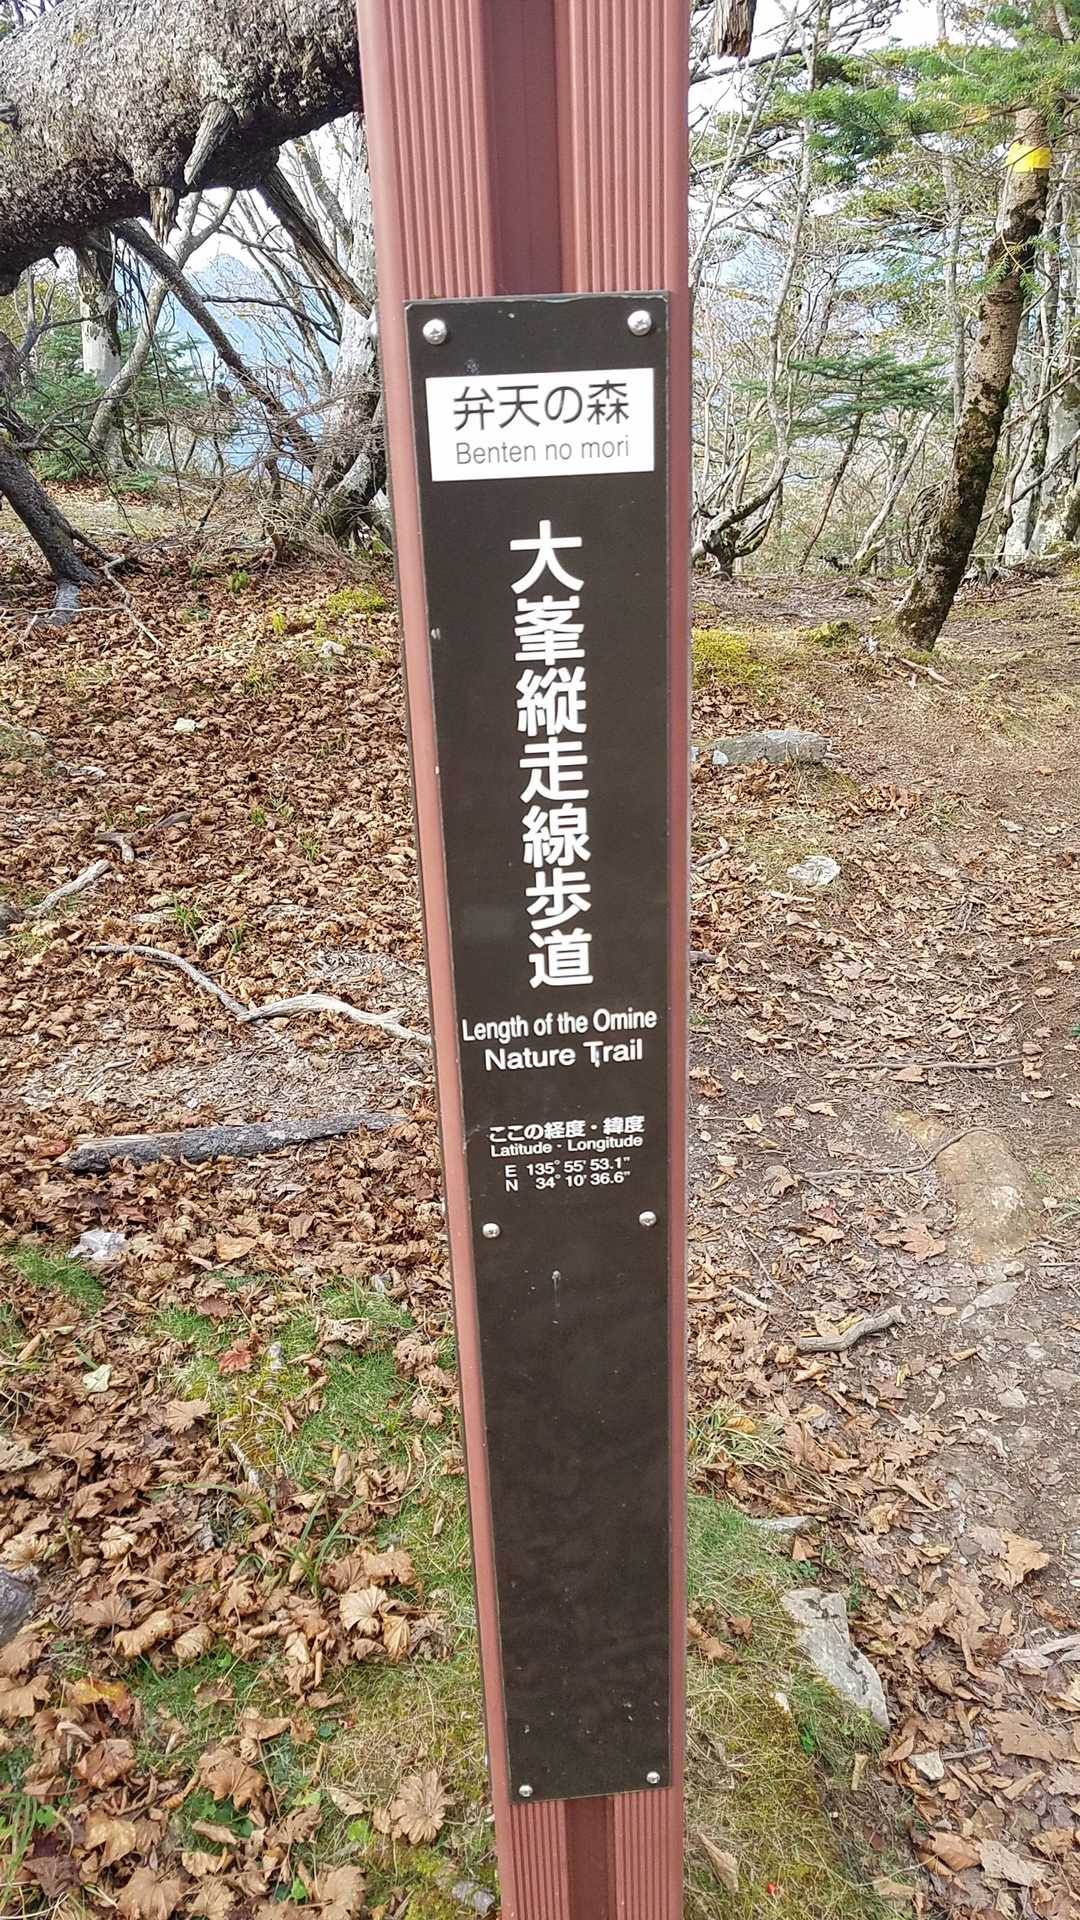 弁天の森
Benten no mori
大峯縦走線歩道
Length of the Omine
Nature Trail
ここの経度・緯度
Latitude - Longitude
E 135° 55' 53.1"
N 34° 10' 36.6"